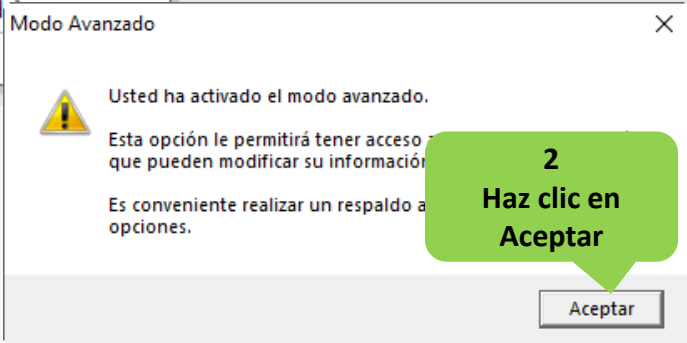 Modo Avanzado
Usted ha activado el modo avanzado.
Esta opción le permitirá tener acceso a
que pueden modificar su información
Es conveniente realizar un respaldo a
opciones.
2
Haz clic en
Aceptar
Aceptar